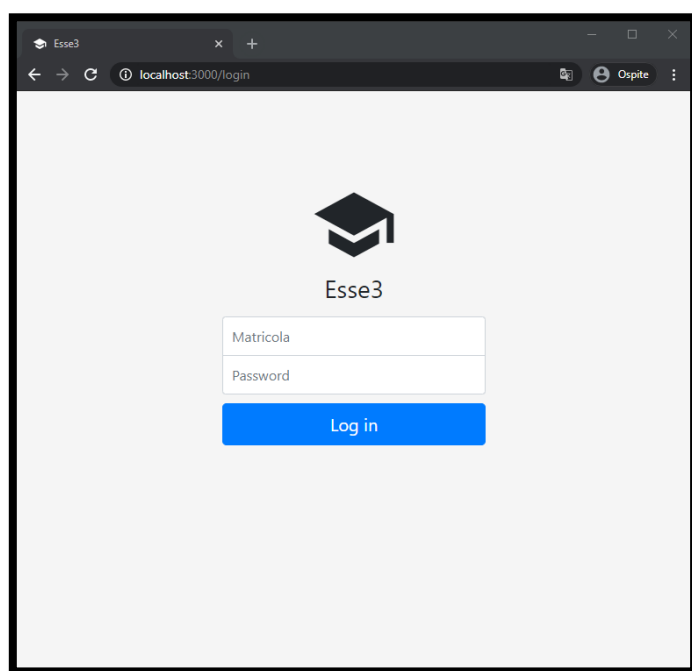 Esse3
localhost:3000/login
Ospite
Esse3
Matricola
Password
Log in